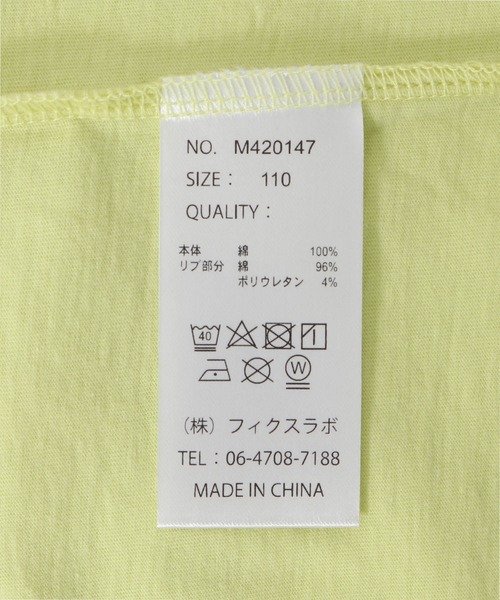 NO. M420147
SIZE： 110
QUALITY：
本体 綿 100%
リブ部分 綿 96%
ポリウレタン 4%
40
W
（株）フィクスラボ
TEL：06-4708-7188
MADE IN CHINA